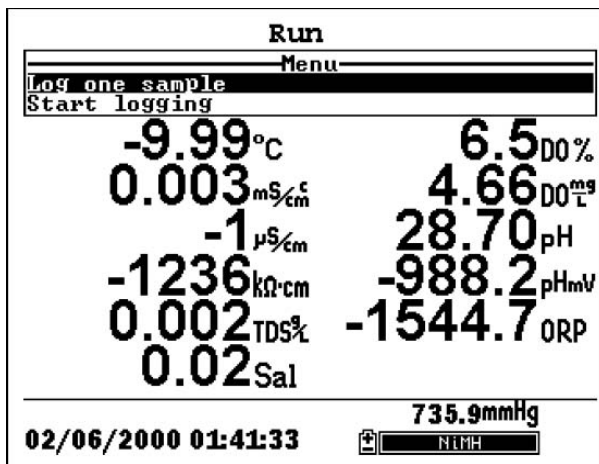 Run
Menu
Log one sample
Start logging
-9.99°C 6.5DO %
0.003mS/cm c 4.66DO mg/L
-1µS/cm 28.70pH
-1236kΩ·cm -988.2pHmV
0.002TDS g/L -1544.7ORP
0.02Sal
735.9mmHg
02/06/2000 01:41:33 NiMH